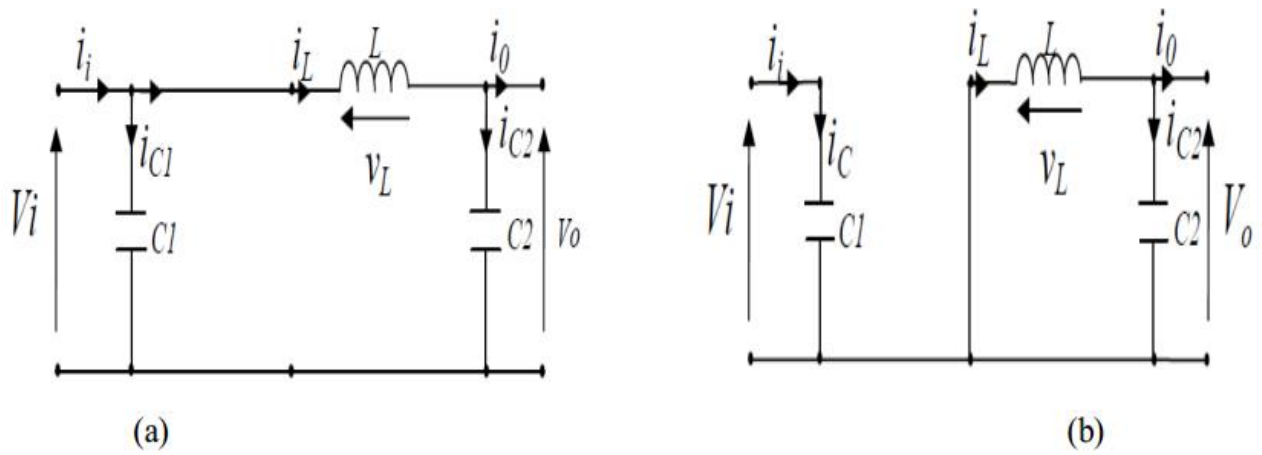 i_i
i_L
L
i_0
i_C1
v_L
i_C2
Vi
C1
C2
vo
(a)
i_i
i_L
L
i_0
i_C
v_L
i_C2
Vi
C1
C2
V_o
(b)